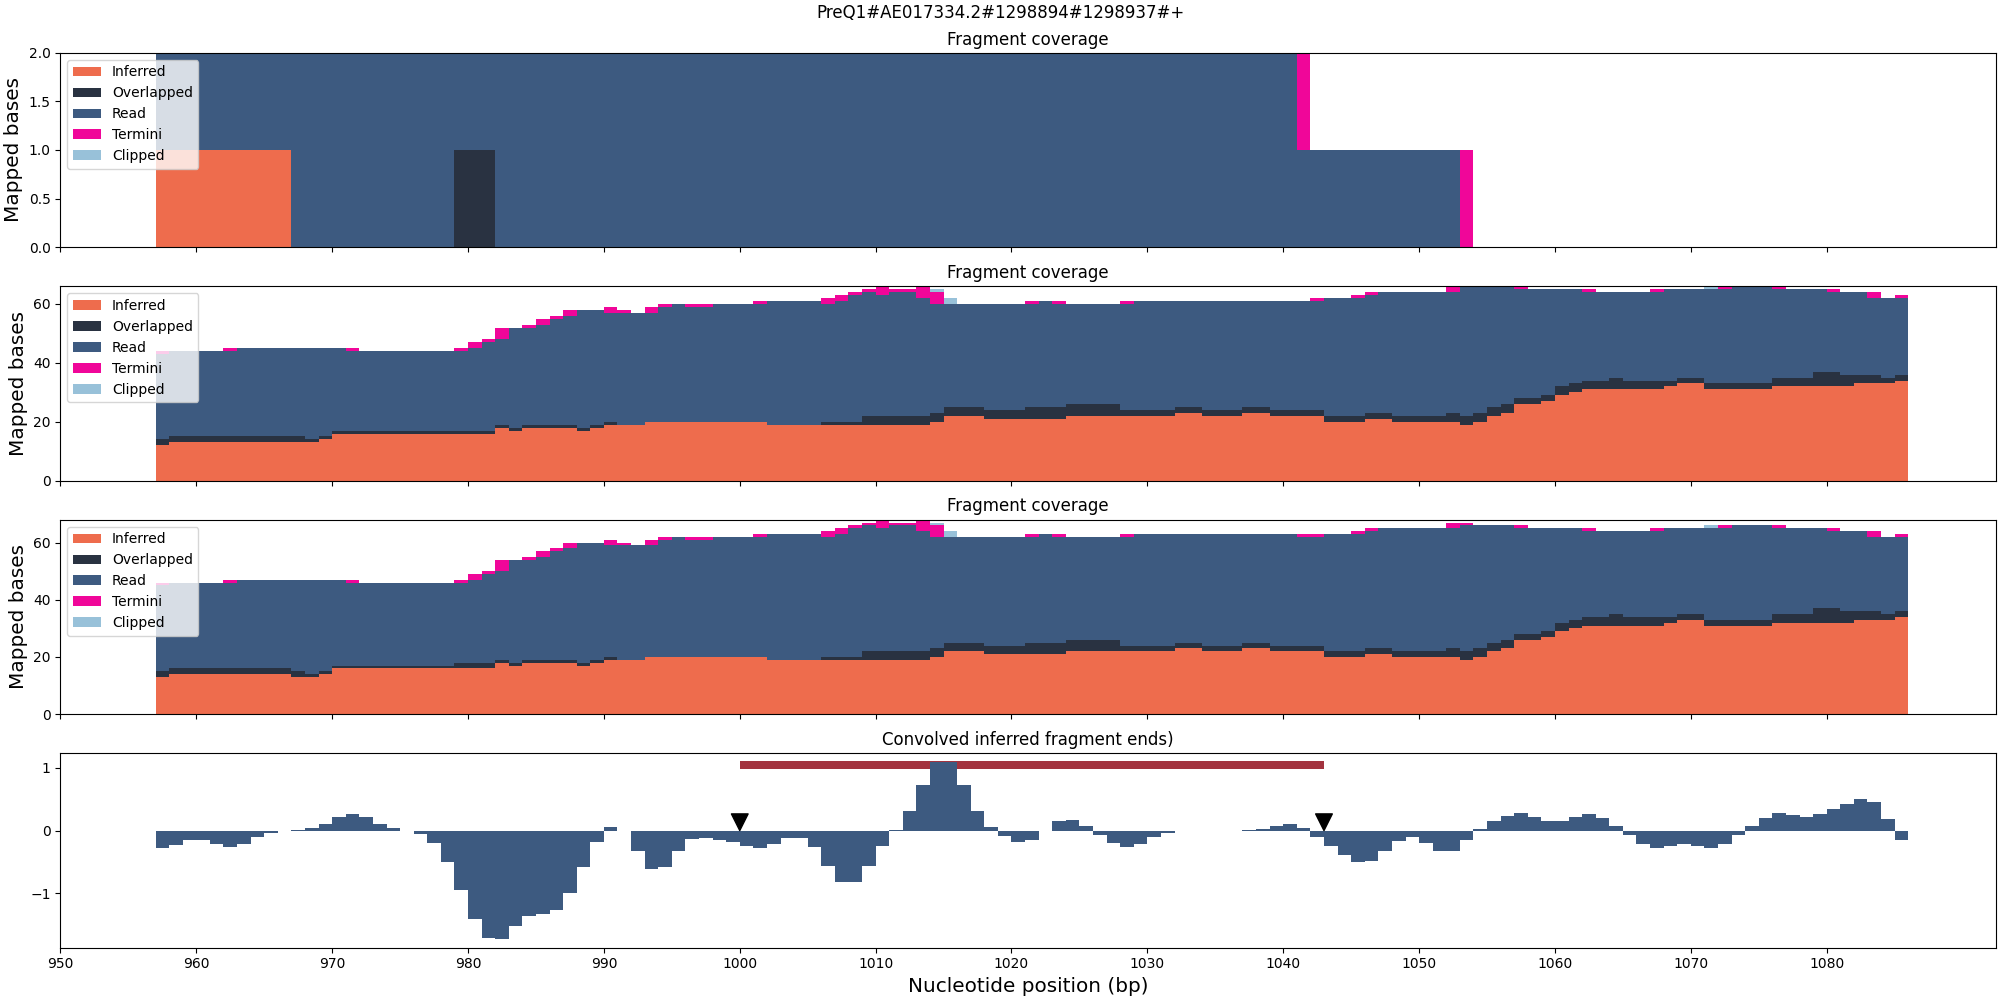 PreQ1#AE017334.2#1298894#1298937#+
Fragment coverage
Mapped bases
2.0
1.5
1.0
0.5
0.0
Inferred
Overlapped
Read
Termini
Clipped
Fragment coverage
Mapped bases
60
40
20
0
Inferred
Overlapped
Read
Termini
Clipped
Fragment coverage
Mapped bases
60
40
20
0
Inferred
Overlapped
Read
Termini
Clipped
Convolved inferred fragment ends)
1
0
−1
950 960 970 980 990 1000 1010 1020 1030 1040 1050 1060 1070 1080
Nucleotide position (bp)